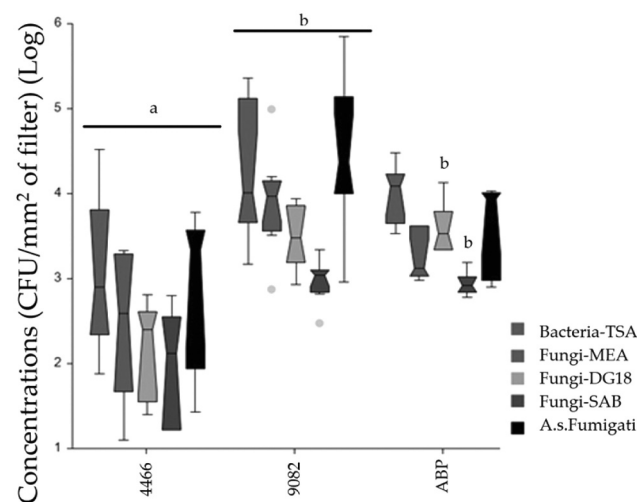 Concentrations (CFU/mm² of filter) (Log)
6
5
4
3
2
1
a
b
b
b
4466
9082
ABP
Bacteria-TSA
Fungi-MEA
Fungi-DG18
Fungi-SAB
A.s.Fumigati